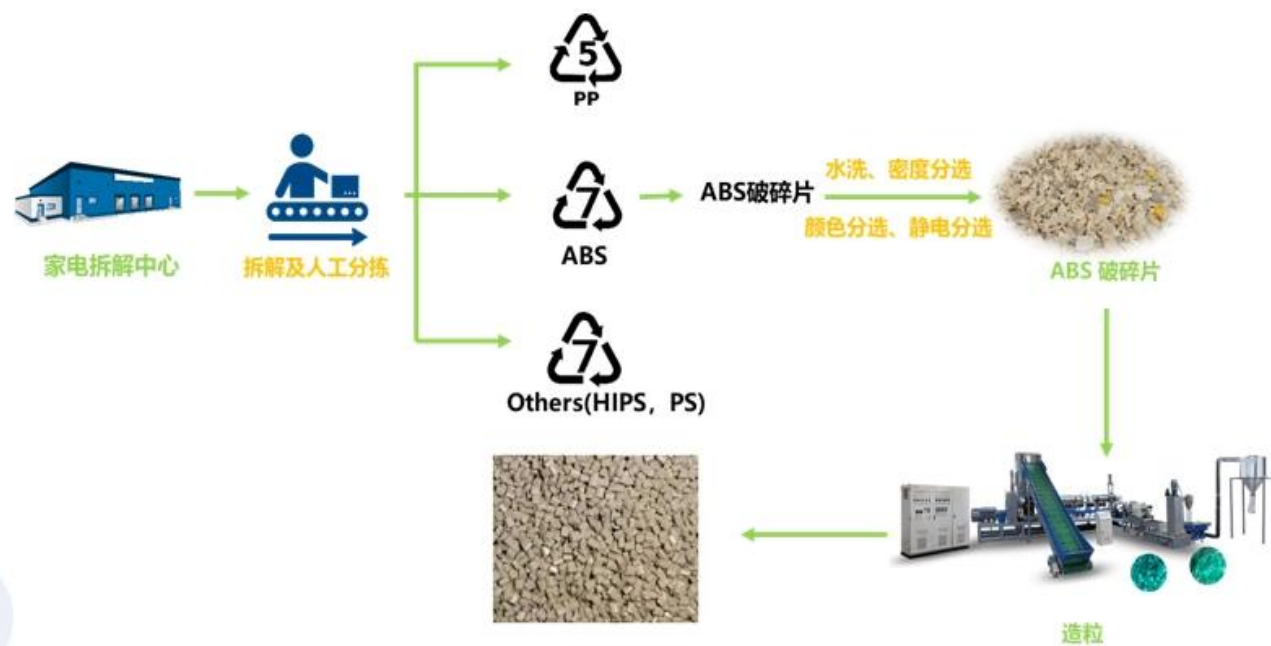 5
PP
家电拆解中心
拆解及人工分拣
7
ABS
ABS破碎片
水洗、密度分选
颜色分选、静电分选
ABS 破碎片
7
Others(HIPS，PS)
造粒